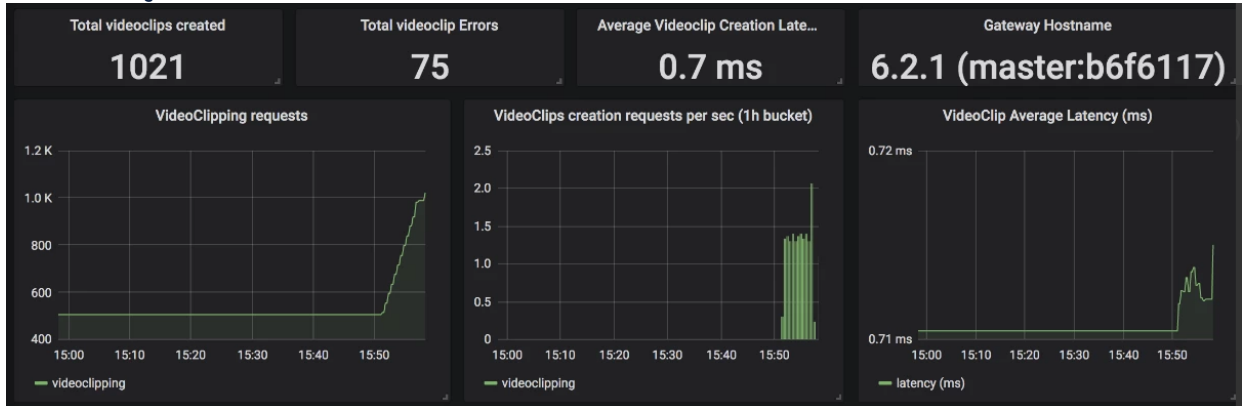 Total videoclips created
1021
Total videoclip Errors
75
Average Videoclip Creation Late...
0.7 ms
Gateway Hostname
6.2.1 (master:b6f6117)
VideoClipping requests
1.2 K
1.0 K
800
600
400
15:00 15:10 15:20 15:30 15:40 15:50
videoclipping
VideoClips creation requests per sec (1h bucket)
2.5
2.0
1.5
1.0
0.5
0
15:00 15:10 15:20 15:30 15:40 15:50
videoclipping
VideoClip Average Latency (ms)
0.72 ms
0.71 ms
15:00 15:10 15:20 15:30 15:40 15:50
latency (ms)